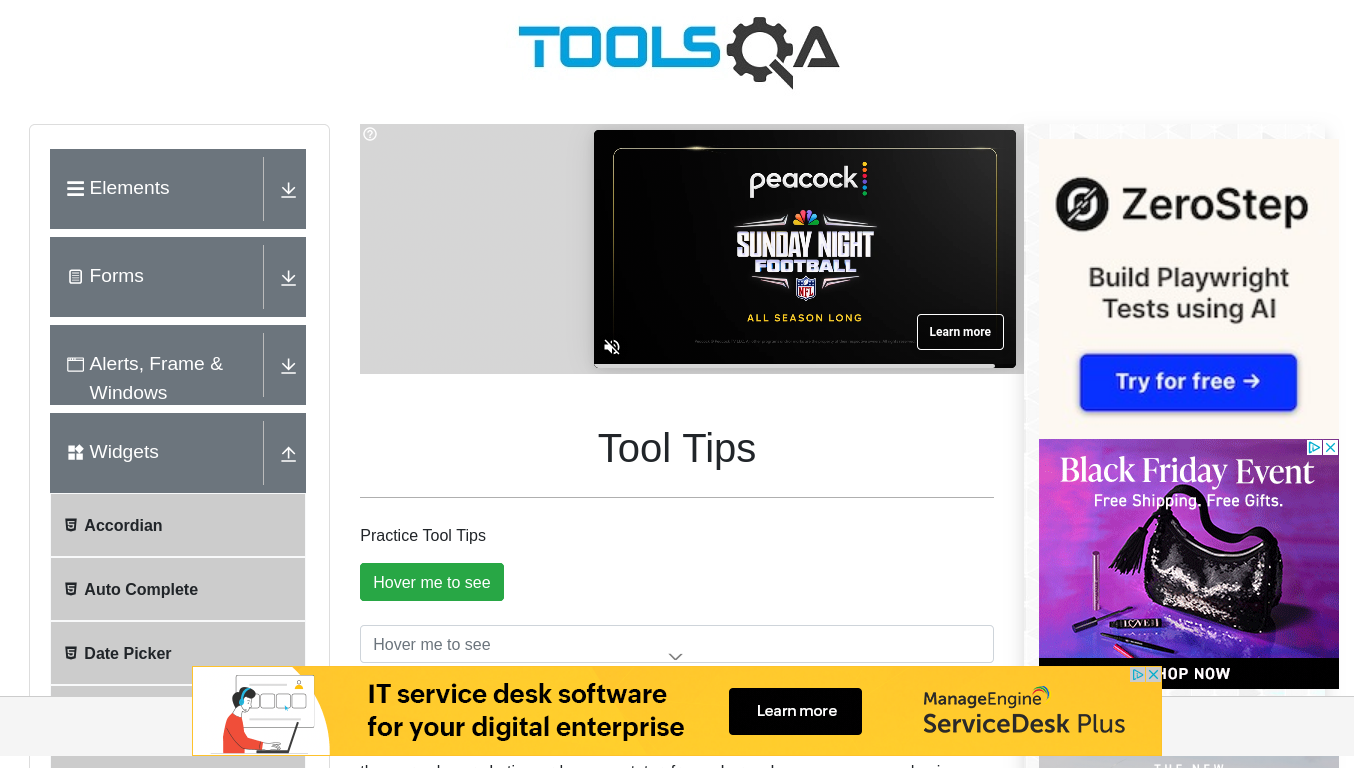 TOOLSQA
Elements
Forms
Alerts, Frame &
Windows
Widgets
Accordian
Auto Complete
Date Picker
peacock
SUNDAY NIGHT
FOOTBALL
NFL
ALL SEASON LONG
Learn more
Tool Tips
Practice Tool Tips
Hover me to see
Hover me to see
ZeroStep
Build Playwright
Tests using AI
Try for free →
Black Friday Event
Free Shipping. Free Gifts.
LOVE
HOP NOW
IT service desk software
for your digital enterprise
Learn more
ManageEngine
ServiceDesk Plus
THE NEW